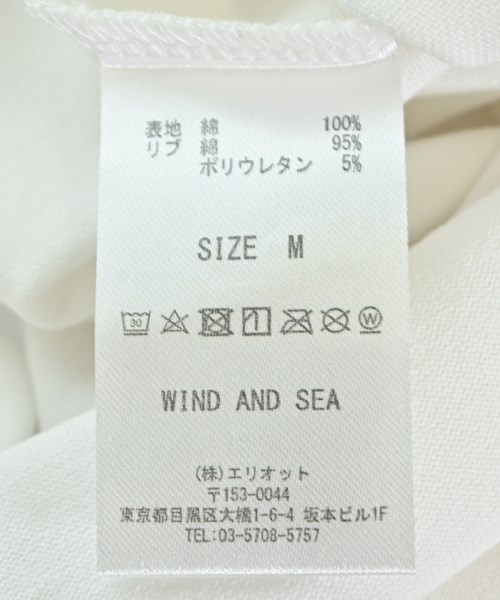 表地 綿 100%
リブ 綿 95%
ポリウレタン 5%
SIZE M
30 W
WIND AND SEA
(株)エリオット
〒153-0044
東京都目黒区大橋1-6-4 坂本ビル1F
TEL:03-5708-5757